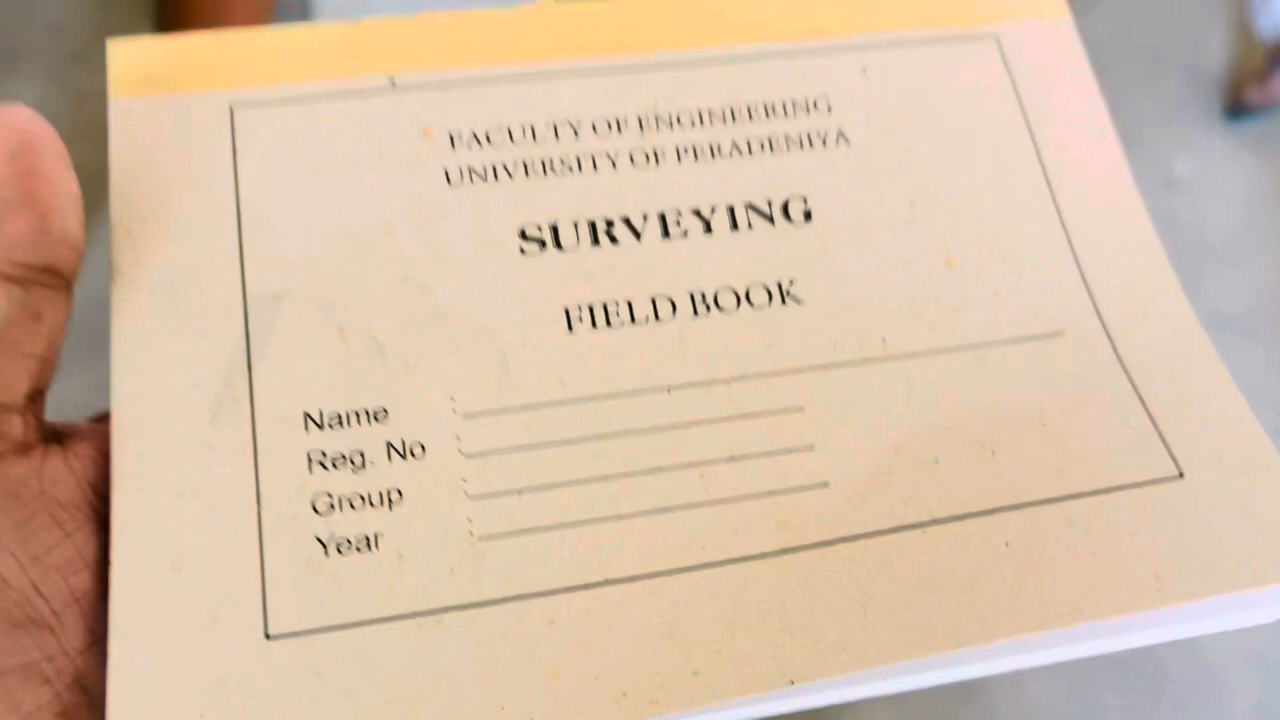 FACULTY OF ENGINEERING
UNIVERSITY OF PERADENIYA
SURVEYING
FIELD BOOK
Name :
Reg. No :
Group :
Year :